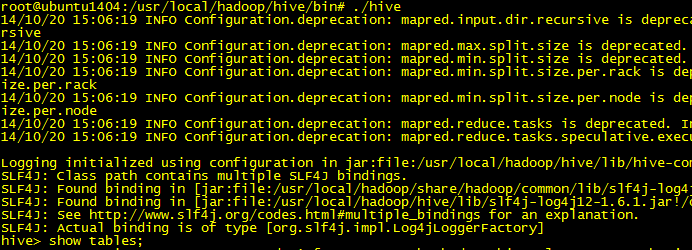 root@ubuntu1404:/usr/local/hadoop/hive/bin# ./hive
14/10/20 15:06:19 INFO Configuration.deprecation: mapred.input.dir.recursive is depreca
rsive
14/10/20 15:06:19 INFO Configuration.deprecation: mapred.max.split.size is deprecated.
14/10/20 15:06:19 INFO Configuration.deprecation: mapred.min.split.size is deprecated.
14/10/20 15:06:19 INFO Configuration.deprecation: mapred.min.split.size.per.rack is dep
ize.per.rack
14/10/20 15:06:19 INFO Configuration.deprecation: mapred.min.split.size.per.node is dep
ize.per.node
14/10/20 15:06:19 INFO Configuration.deprecation: mapred.reduce.tasks is deprecated. In
14/10/20 15:06:19 INFO Configuration.deprecation: mapred.reduce.tasks.speculative.execu
Logging initialized using configuration in jar:file:/usr/local/hadoop/hive/lib/hive-com
SLF4J: Class path contains multiple SLF4J bindings.
SLF4J: Found binding in [jar:file:/usr/local/hadoop/share/hadoop/common/lib/slf4j-log4j
SLF4J: Found binding in [jar:file:/usr/local/hadoop/hive/lib/slf4j-log4j12-1.6.1.jar!/o
SLF4J: See http://www.slf4j.org/codes.html#multiple_bindings for an explanation.
SLF4J: Actual binding is of type [org.slf4j.impl.Log4jLoggerFactory]
hive> show tables;